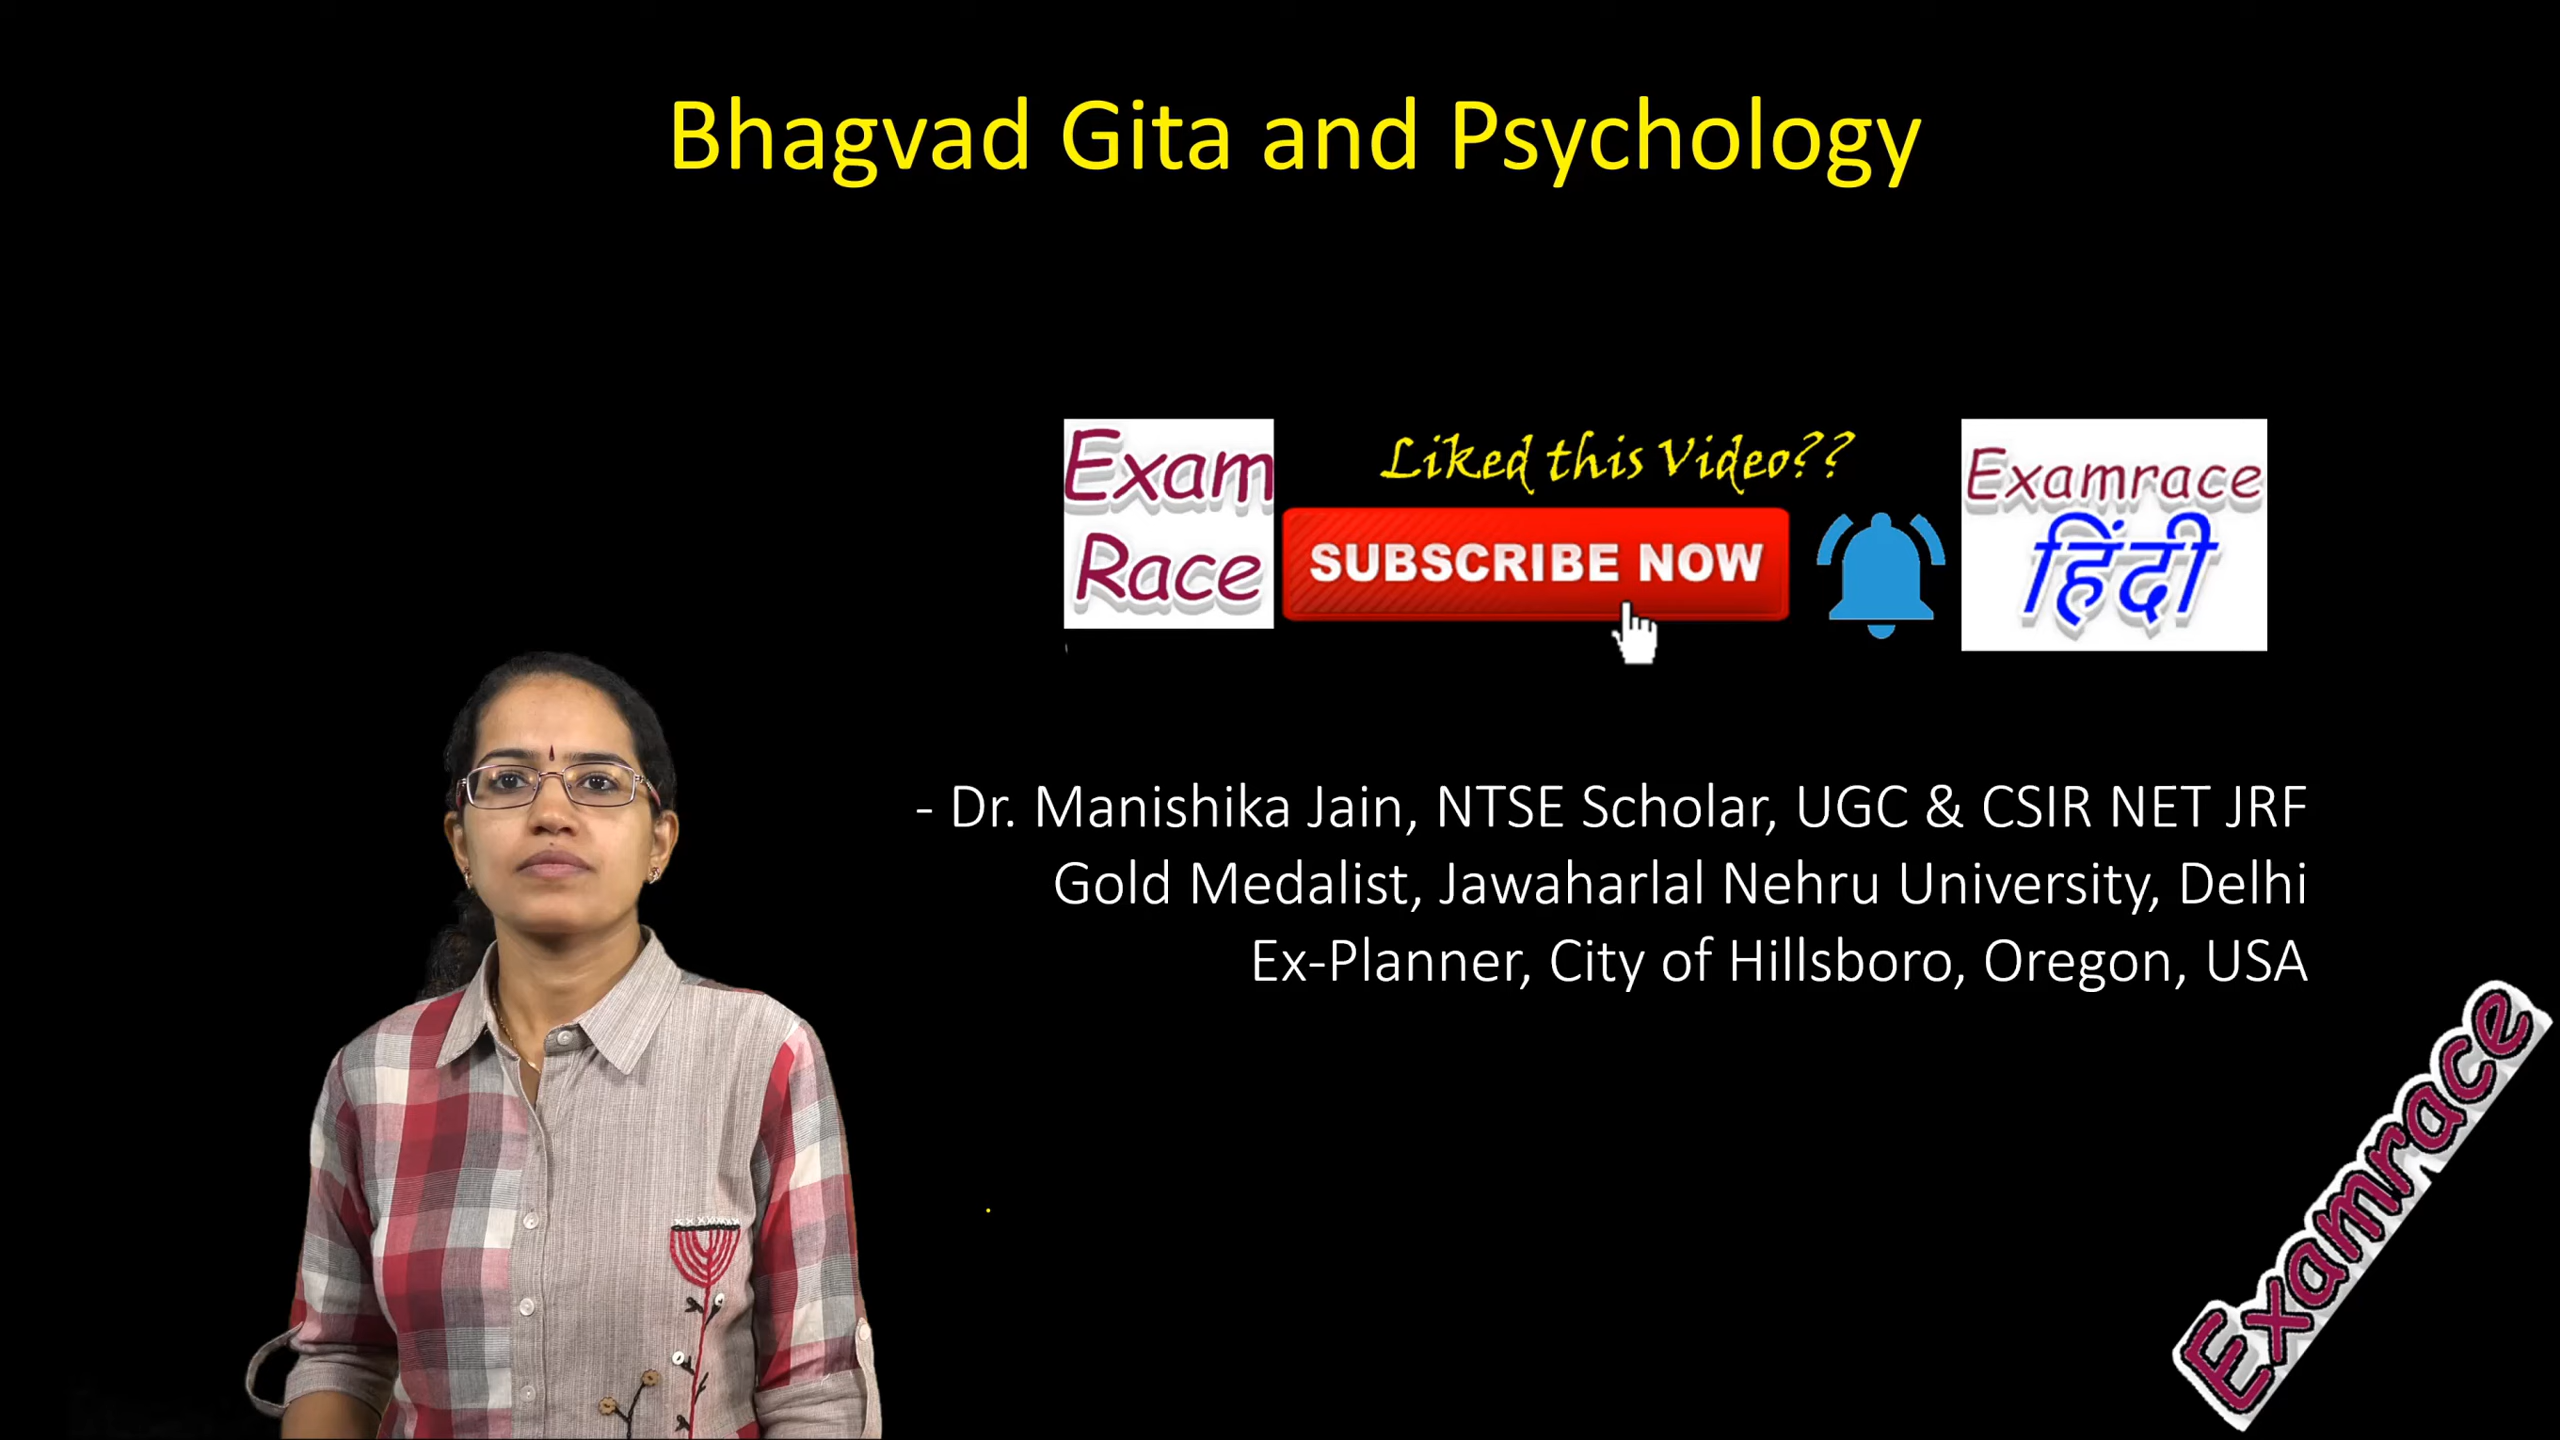 Bhagvad Gita and Psychology
Exam
Race
Liked this Video??
SUBSCRIBE NOW
Examrace
हिंदी
- Dr. Manishika Jain, NTSE Scholar, UGC & CSIR NET JRF
Gold Medalist, Jawaharlal Nehru University, Delhi
Ex-Planner, City of Hillsboro, Oregon, USA
Examrace